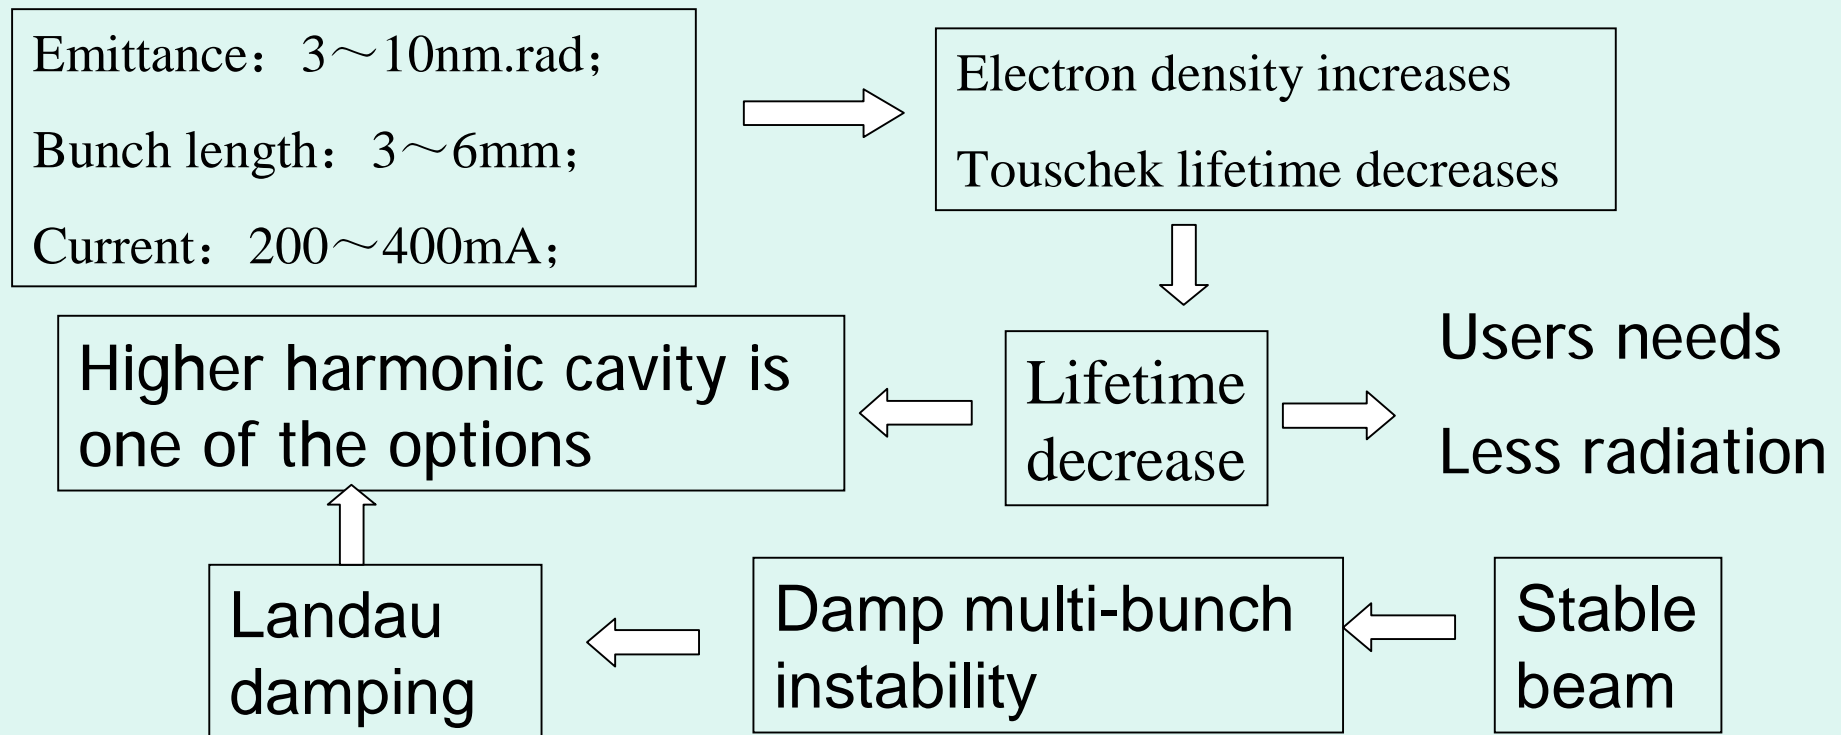 Emittance：3～10nm.rad；
Bunch length：3～6mm；
Current：200～400mA；
Electron density increases
Touschek lifetime decreases
Lifetime
decrease
Users needs
Less radiation
Higher harmonic cavity is
one of the options
Landau
damping
Damp multi-bunch
instability
Stable
beam